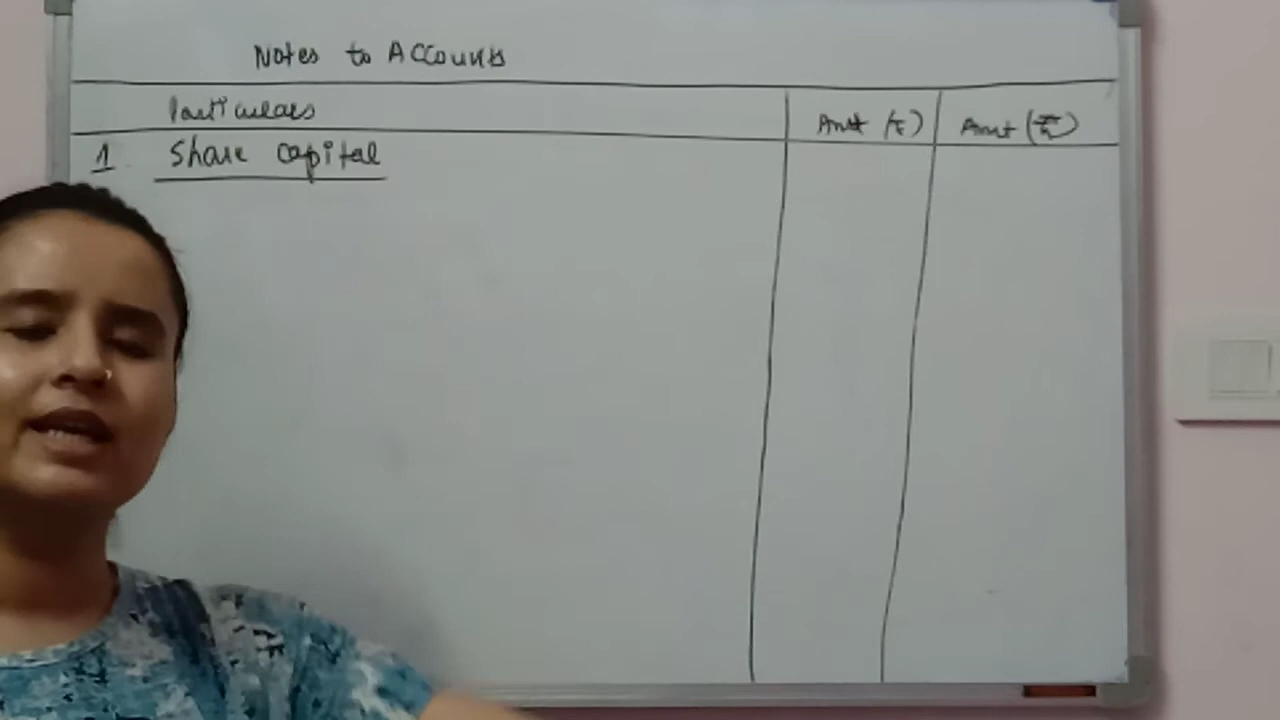 Notes to Accounts
Particulars Amt (₹) Amt (₹)
1 Share capital